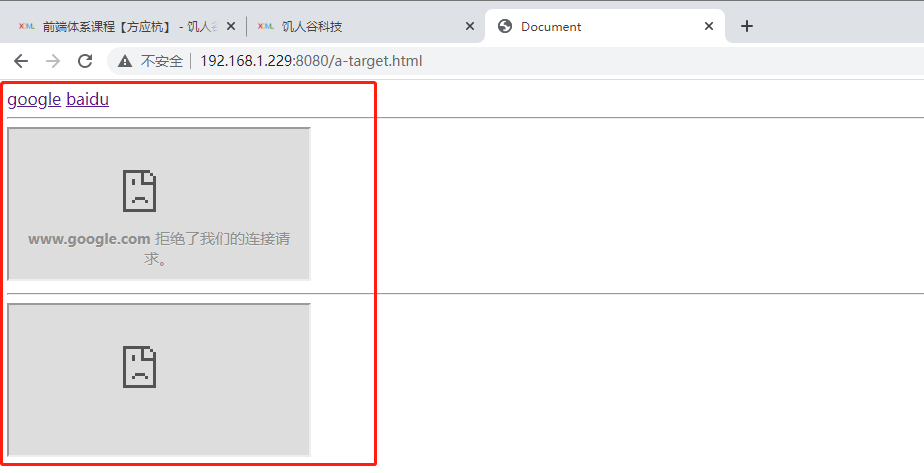 前端体系课程【方应杭】 - 饥人谷
饥人谷科技
Document
不安全 192.168.1.229:8080/a-target.html
google baidu
www.google.com 拒绝了我们的连接请
求。